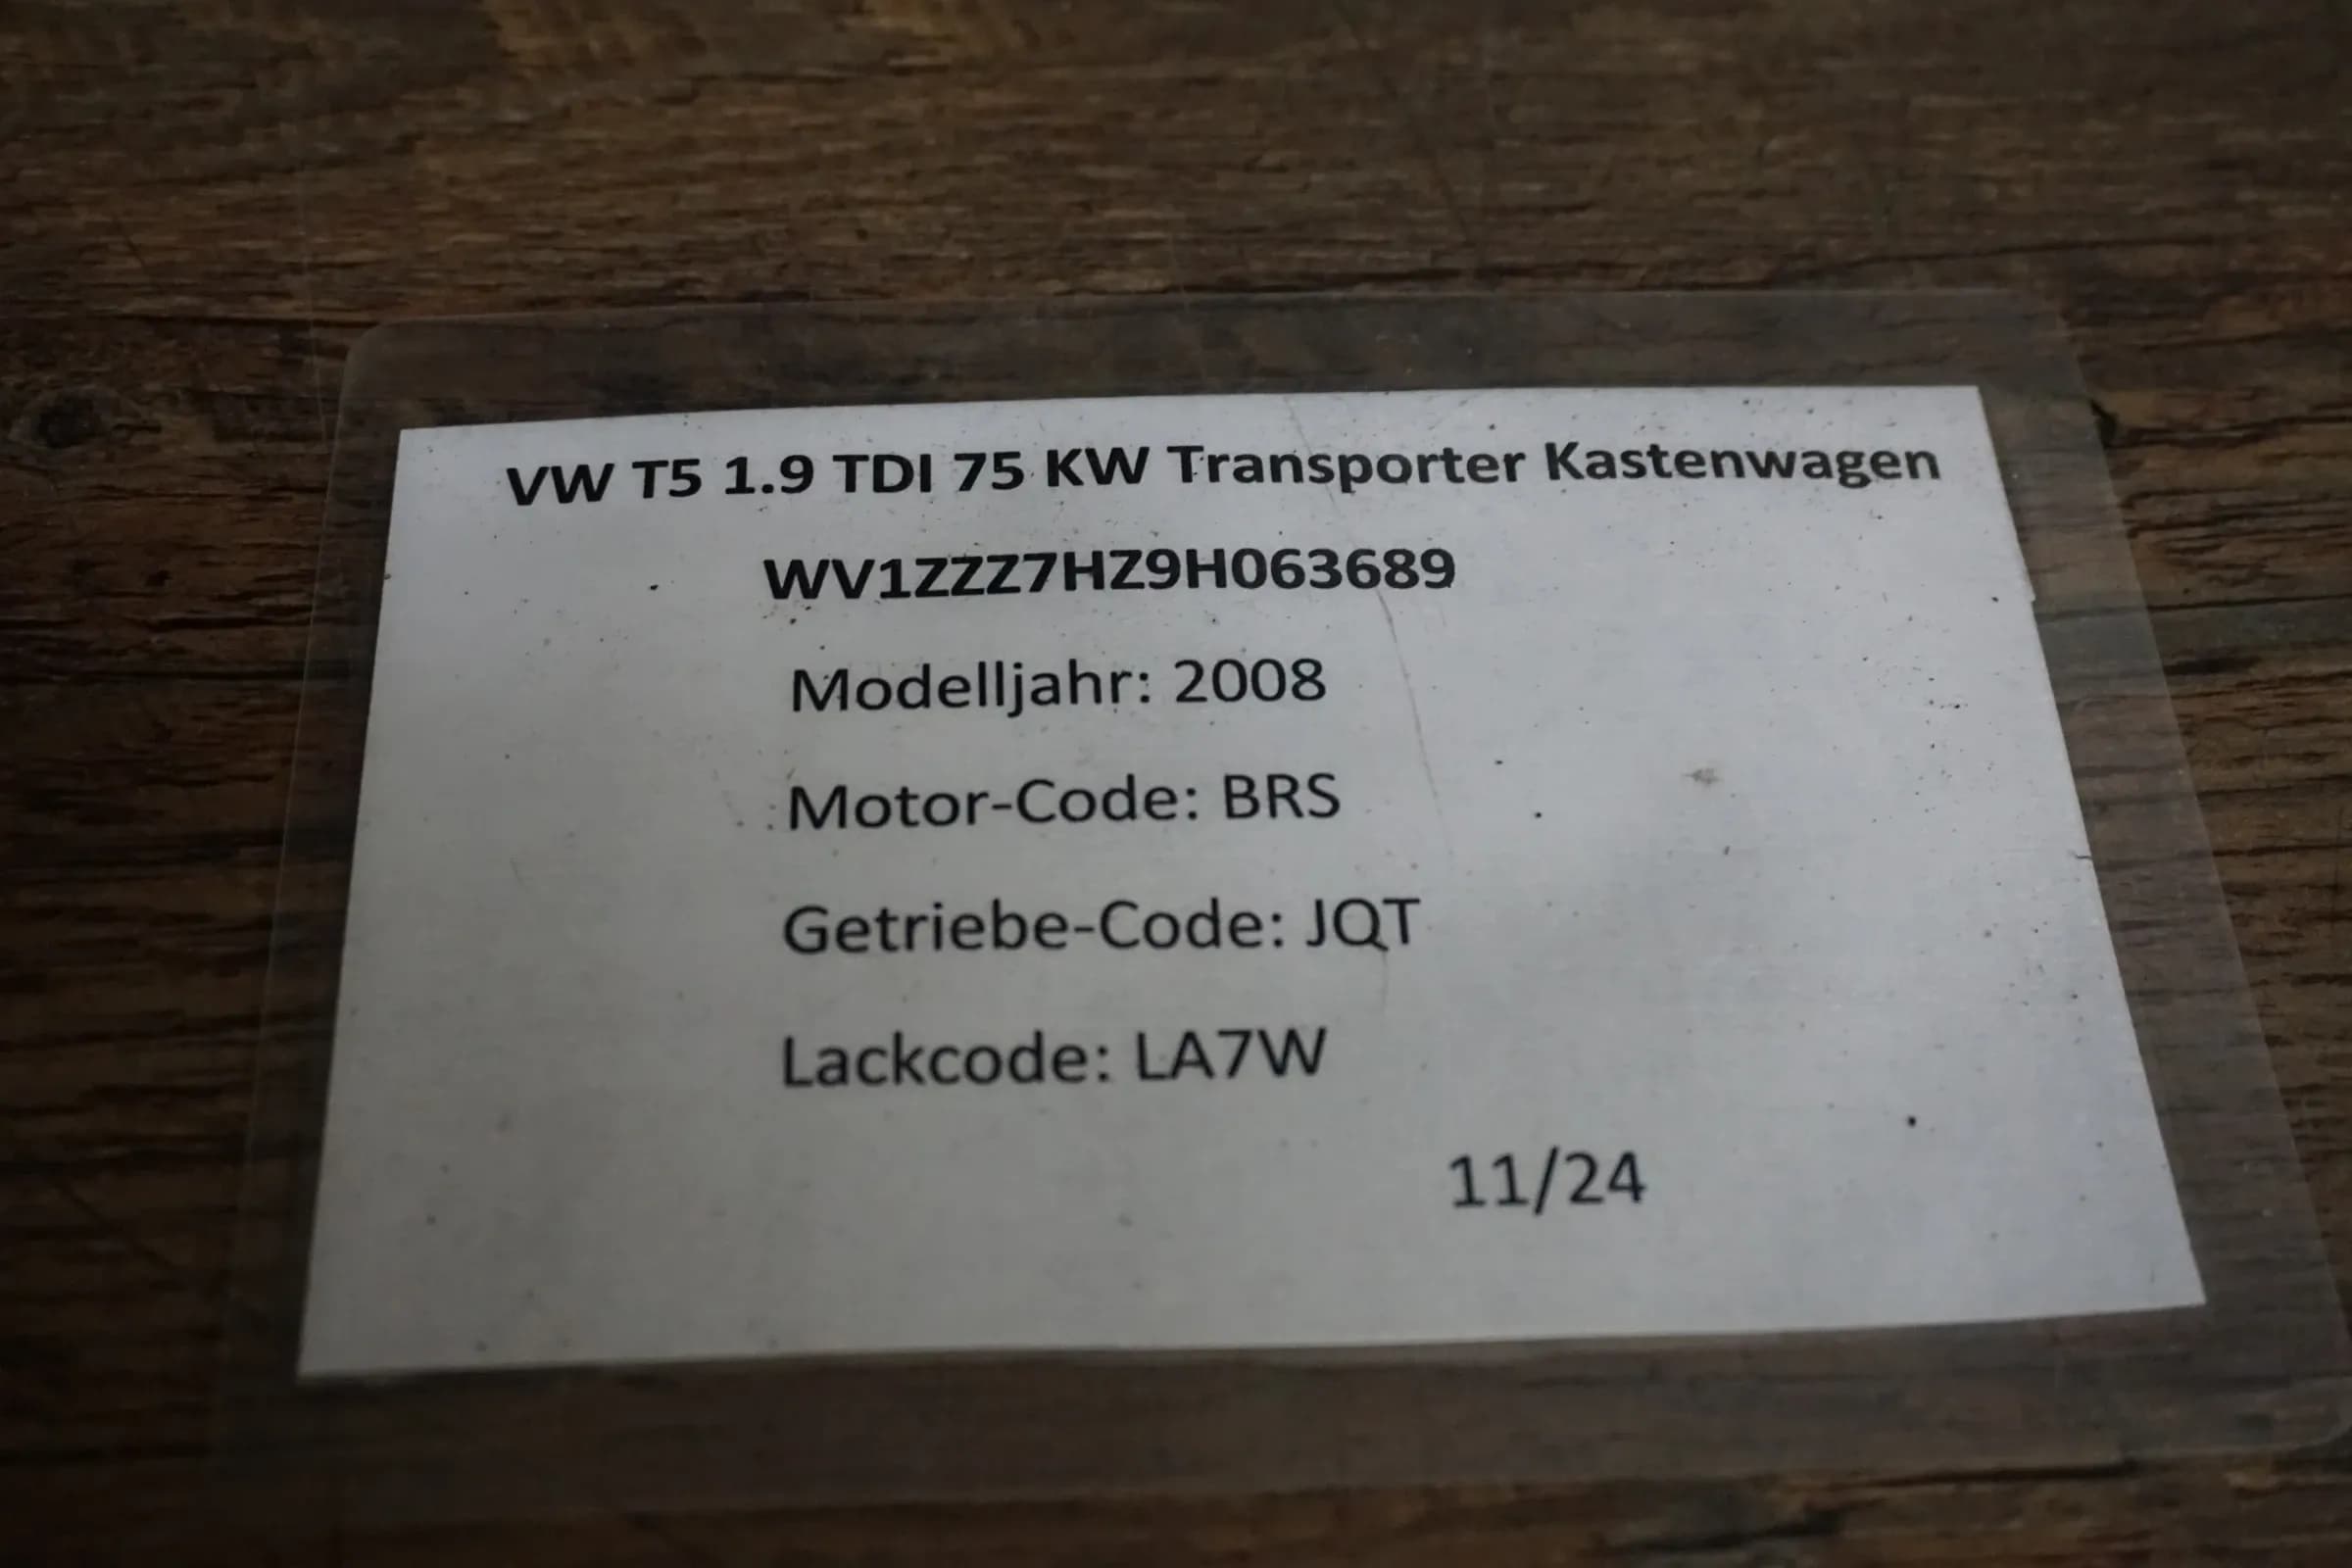 VW T5 1.9 TDI 75 KW Transporter Kastenwagen
WV1ZZZ7HZ9H063689
Modelljahr: 2008
Motor-Code: BRS
Getriebe-Code: JQT
Lackcode: LA7W
11/24